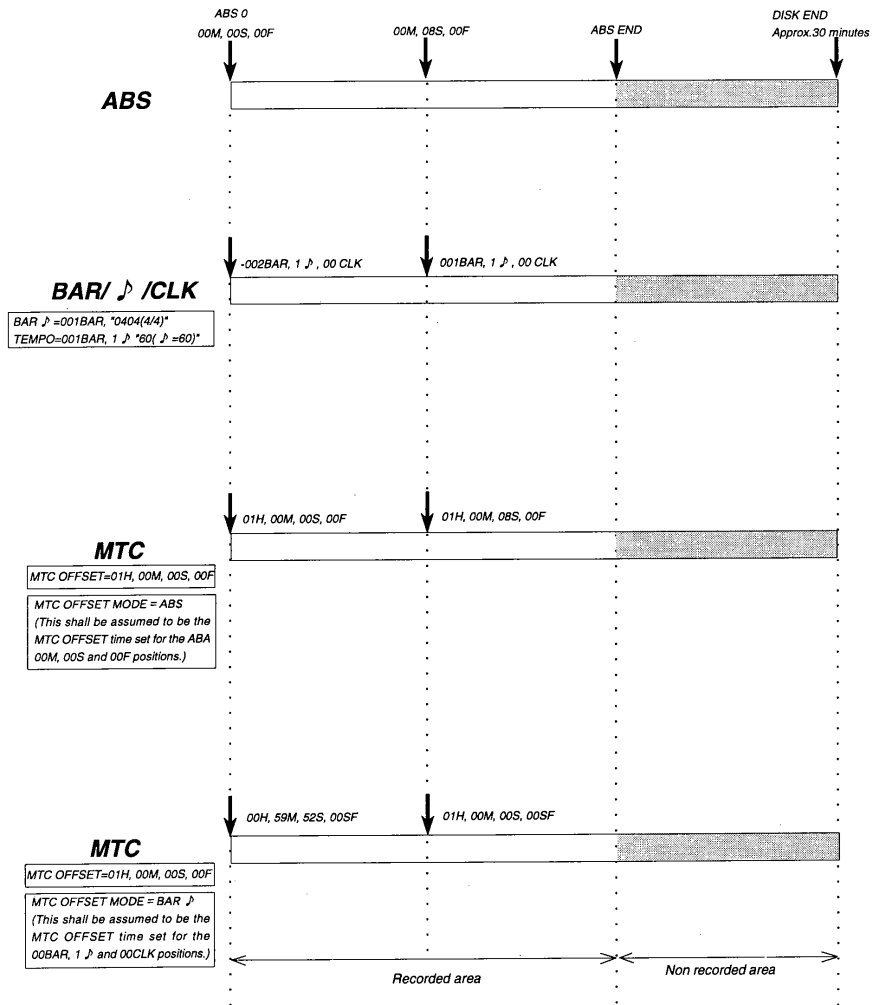 ABS 0
00M, 00S, 00F
00M, 08S, 00F
ABS END
DISK END
Approx.30 minutes
ABS
-002BAR, 1 ♪ , 00 CLK
001BAR, 1 ♪ , 00 CLK
BAR/ ♪ /CLK
BAR ♪ =001BAR, "0404(4/4)"
TEMPO=001BAR, 1 ♪ "60( ♪ =60)"
01H, 00M, 00S, 00F
01H, 00M, 08S, 00F
MTC
MTC OFFSET=01H, 00M, 00S, 00F
MTC OFFSET MODE = ABS
(This shall be assumed to be the
MTC OFFSET time set for the ABA
00M, 00S and 00F positions.)
00H, 59M, 52S, 00SF
01H, 00M, 00S, 00SF
MTC
MTC OFFSET=01H, 00M, 00S, 00F
MTC OFFSET MODE = BAR ♪
(This shall be assumed to be the
MTC OFFSET time set for the
00BAR, 1 ♪ and 00CLK positions.)
Recorded area
Non recorded area